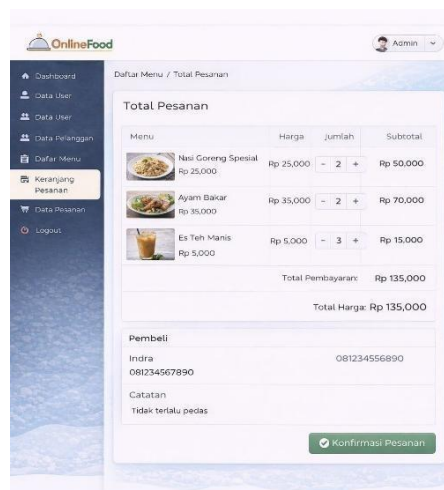 OnlineFood
Admin
Dashboard
Data User
Data User
Data Pelanggan
Dafar Menu
Keranjang
Pesanan
Data Pesanan
Logout
Daftar Menu / Total Pesanan
Total Pesanan
Menu Harga Jumlah Subtotal
Nasi Goreng Spesial
Rp 25,000
Rp 25,000 - 2 + Rp 50.000
Ayam Bakar
Rp 35,000
Rp 35,000 - 2 + Rp 70,000
Es Teh Manis
Rp 5,000
Rp 5,000 - 3 + Rp 15.000
Total Pembayaran: Rp 135,000
Total Harga: Rp 135,000
Pembeli
Indra 081234556890
081234567890
Catatan
Tidak terlalu pedas
Konfirmasi Pesanan